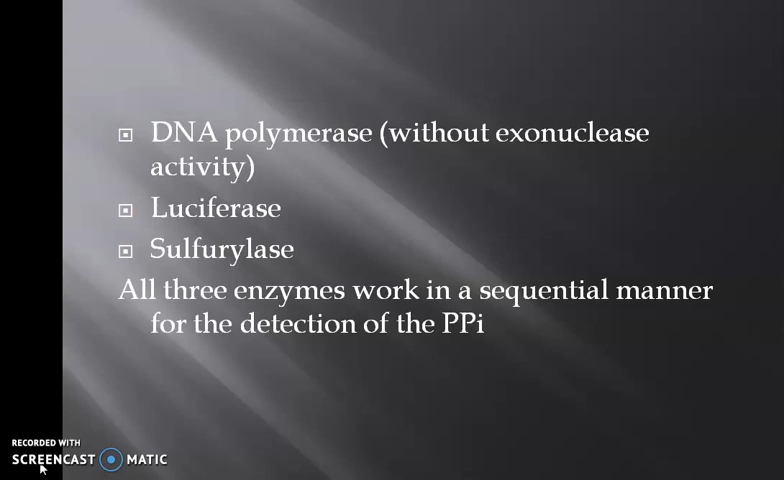 DNA polymerase (without exonuclease
activity)
Luciferase
Sulfurylase
All three enzymes work in a sequential manner
for the detection of the PPi
RECORDED WITH
SCREENCAST MATIC